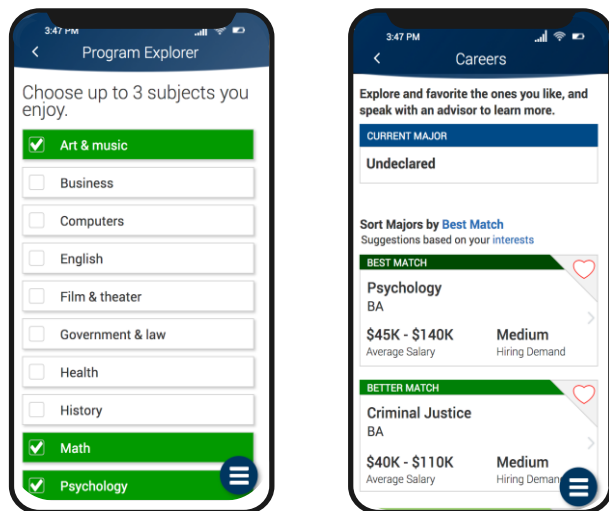 3:47 PM
Program Explorer
Choose up to 3 subjects you
enjoy.
Art & music
Business
Computers
English
Film & theater
Government & law
Health
History
Math
Psychology
3:47 PM
Careers
Explore and favorite the ones you like, and
speak with an advisor to learn more.
CURRENT MAJOR
Undeclared
Sort Majors by Best Match
Suggestions based on your interests
BEST MATCH
Psychology
BA
$45K - $140K Medium
Average Salary Hiring Demand
BETTER MATCH
Criminal Justice
BA
$40K - $110K Medium
Average Salary Hiring Deman